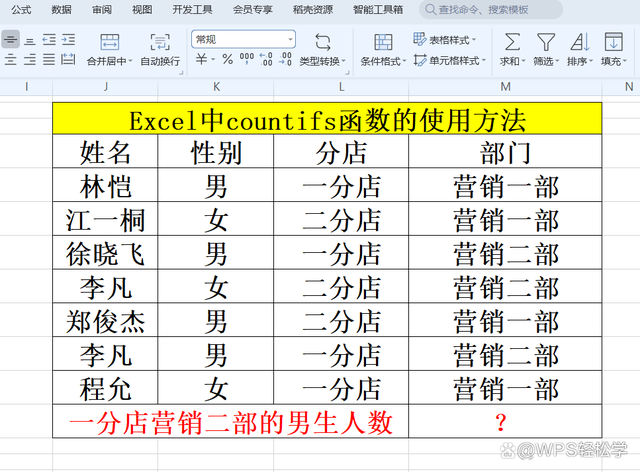 公式 数据 审阅 视图 开发工具 会员专享 稻壳资源 智能工具箱 查找命令、搜索模板
常规 表格样式
合并居中 自动换行 ¥ % 000 类型转换 条件格式 单元格样式 求和 筛选 排序 填充
I J K L M N
Excel中countifs函数的使用方法
姓名 性别 分店 部门
林恺 男 一分店 营销一部
江一桐 女 二分店 营销一部
徐晓飞 男 一分店 营销二部
李凡 女 二分店 营销二部
郑俊杰 男 二分店 营销一部
李凡 男 一分店 营销二部
程允 女 一分店 营销一部
一分店营销二部的男生人数 ？
@WPS轻松学